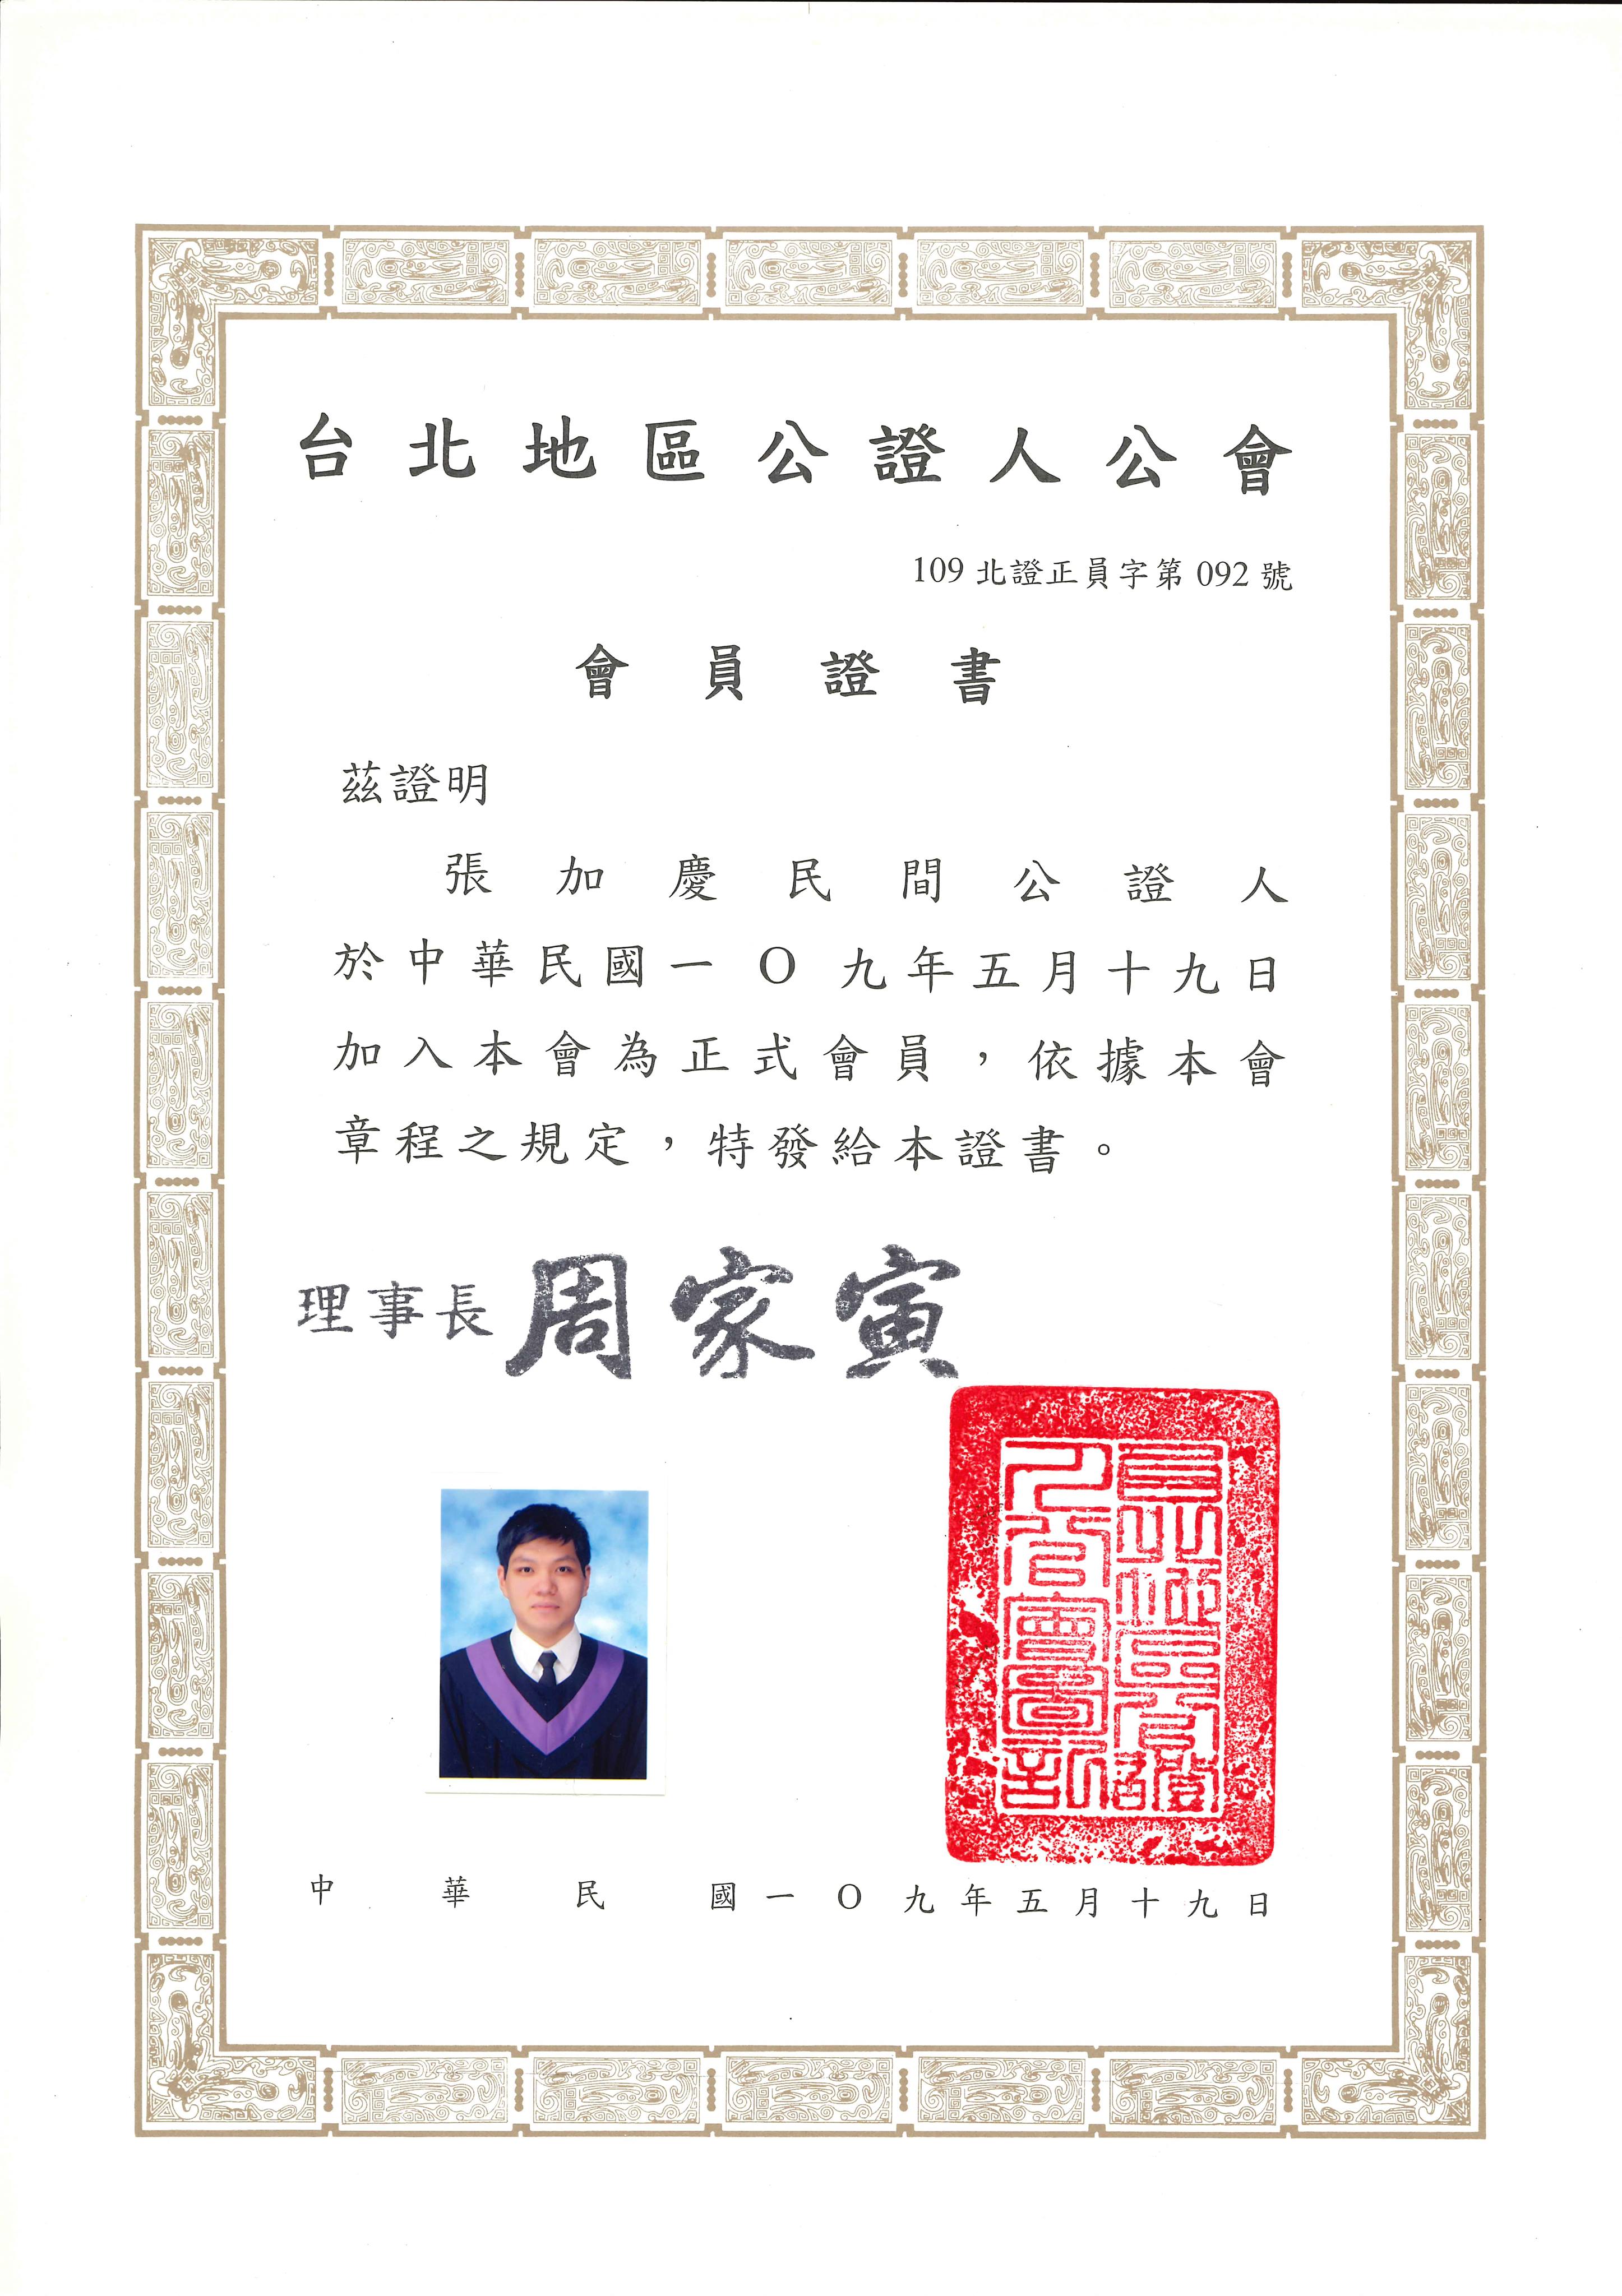 台北地區公證人公會
109 北證正員字第 092 號
會員證書
茲證明
張加慶民間公證人
於中華民國一〇九年五月十九日
加入本會為正式會員，依據本會
章程之規定，特發給本證書。
理事長 周家寅
中華民國一〇九年五月十九日